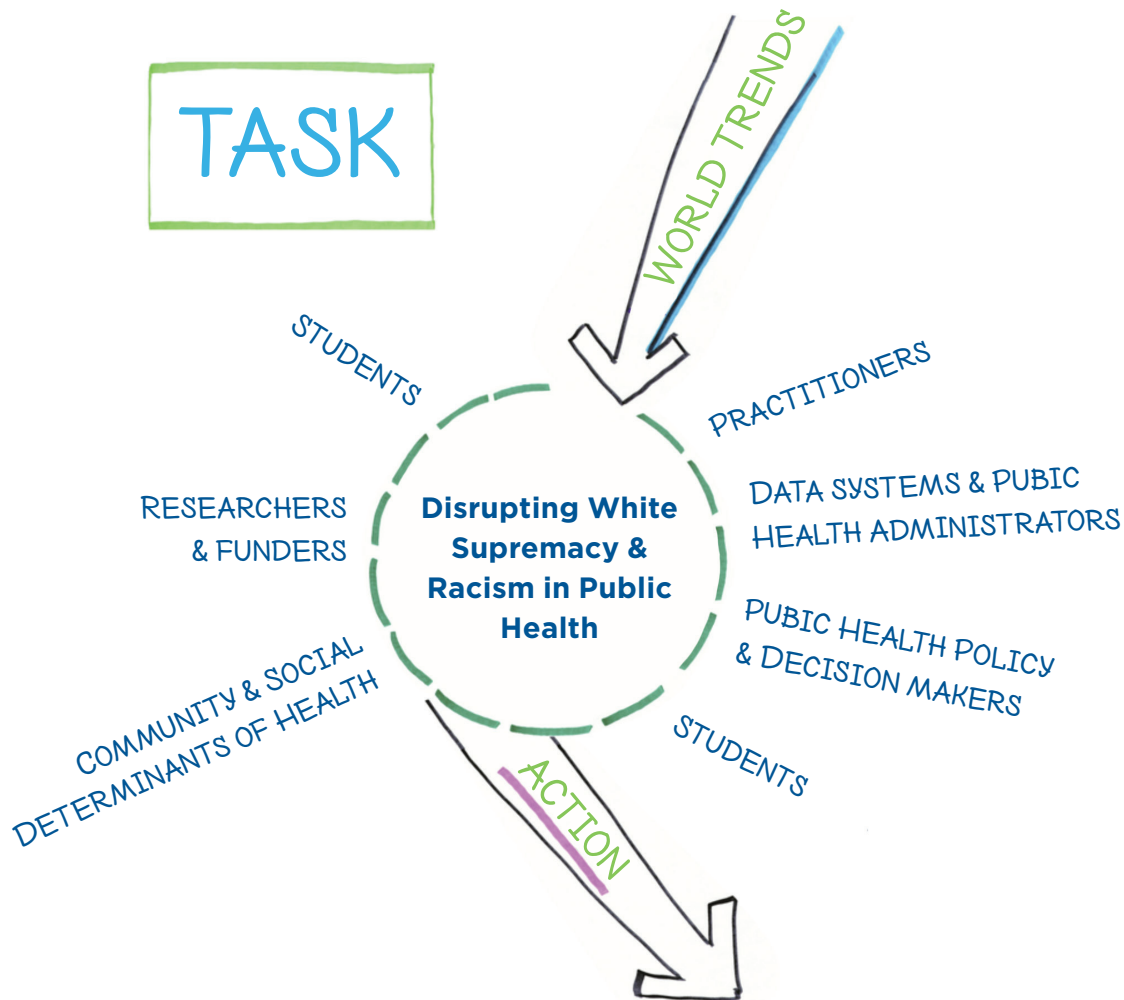 TASK
WORLD TRENDS
STUDENTS
PRACTITIONERS
RESEARCHERS
& FUNDERS
Disrupting White
Supremacy &
Racism in Public
Health
DATA SYSTEMS & PUBIC
HEALTH ADMINISTRATORS
PUBIC HEALTH POLICY
& DECISION MAKERS
COMMUNITY & SOCIAL
DETERMINANTS OF HEALTH
STUDENTS
ACTION